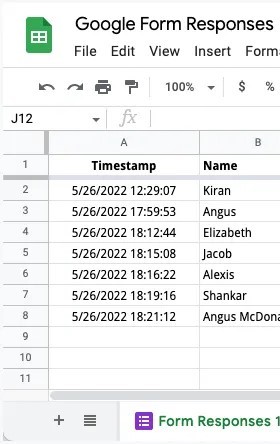 Google Form Responses
File Edit View Insert
100% $ %
J12 fx
A B
1 Timestamp Name
2 5/26/2022 12:29:07 Kiran
3 5/26/2022 17:59:53 Angus
4 5/26/2022 18:12:44 Elizabeth
5 5/26/2022 18:15:08 Jacob
6 5/26/2022 18:16:22 Alexis
7 5/26/2022 18:19:16 Shankar
8 5/26/2022 18:21:12 Angus McDona
9
10
11
+ Form Responses 1